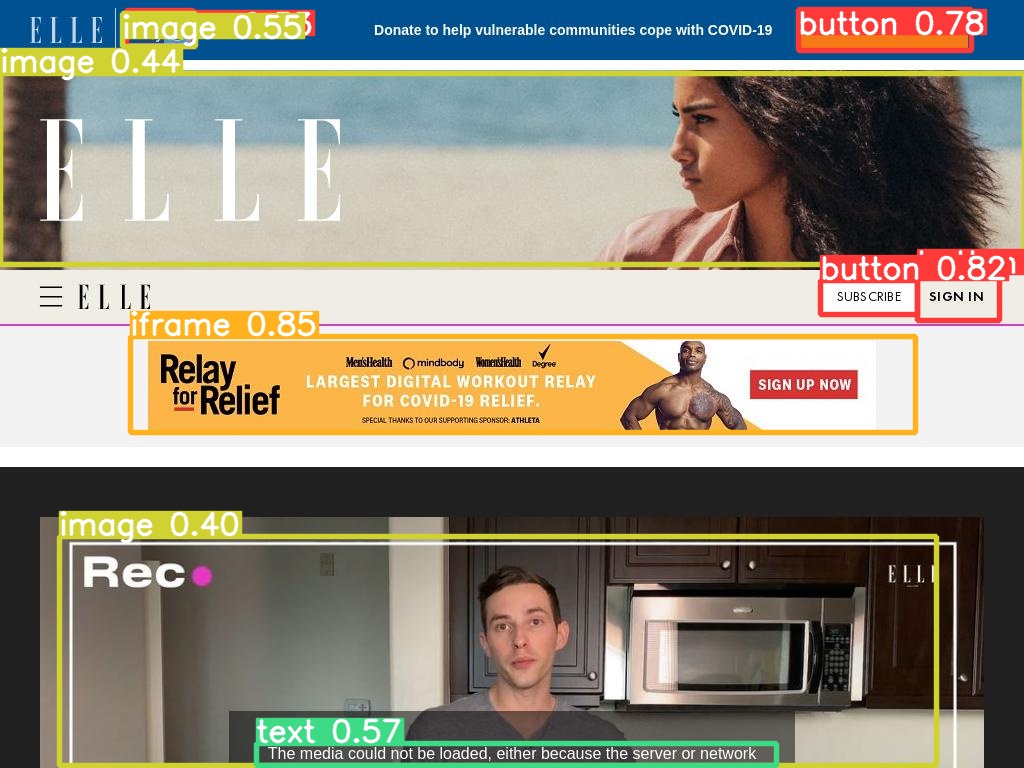 ELLE
image 0.55
Donate to help vulnerable communities cope with COVID-19
button 0.78
image 0.44
ELLE
button 0.82
ELLE
SUBSCRIBE
SIGN IN
iframe 0.85
Relay for Relief
Men'sHealth mindbody Women'sHealth Degree
LARGEST DIGITAL WORKOUT RELAY
FOR COVID-19 RELIEF.
SPECIAL THANKS TO OUR SUPPORTING SPONSOR: ATHLETA
SIGN UP NOW
image 0.40
Rec
ELLE
text 0.57
The media could not be loaded, either because the server or network